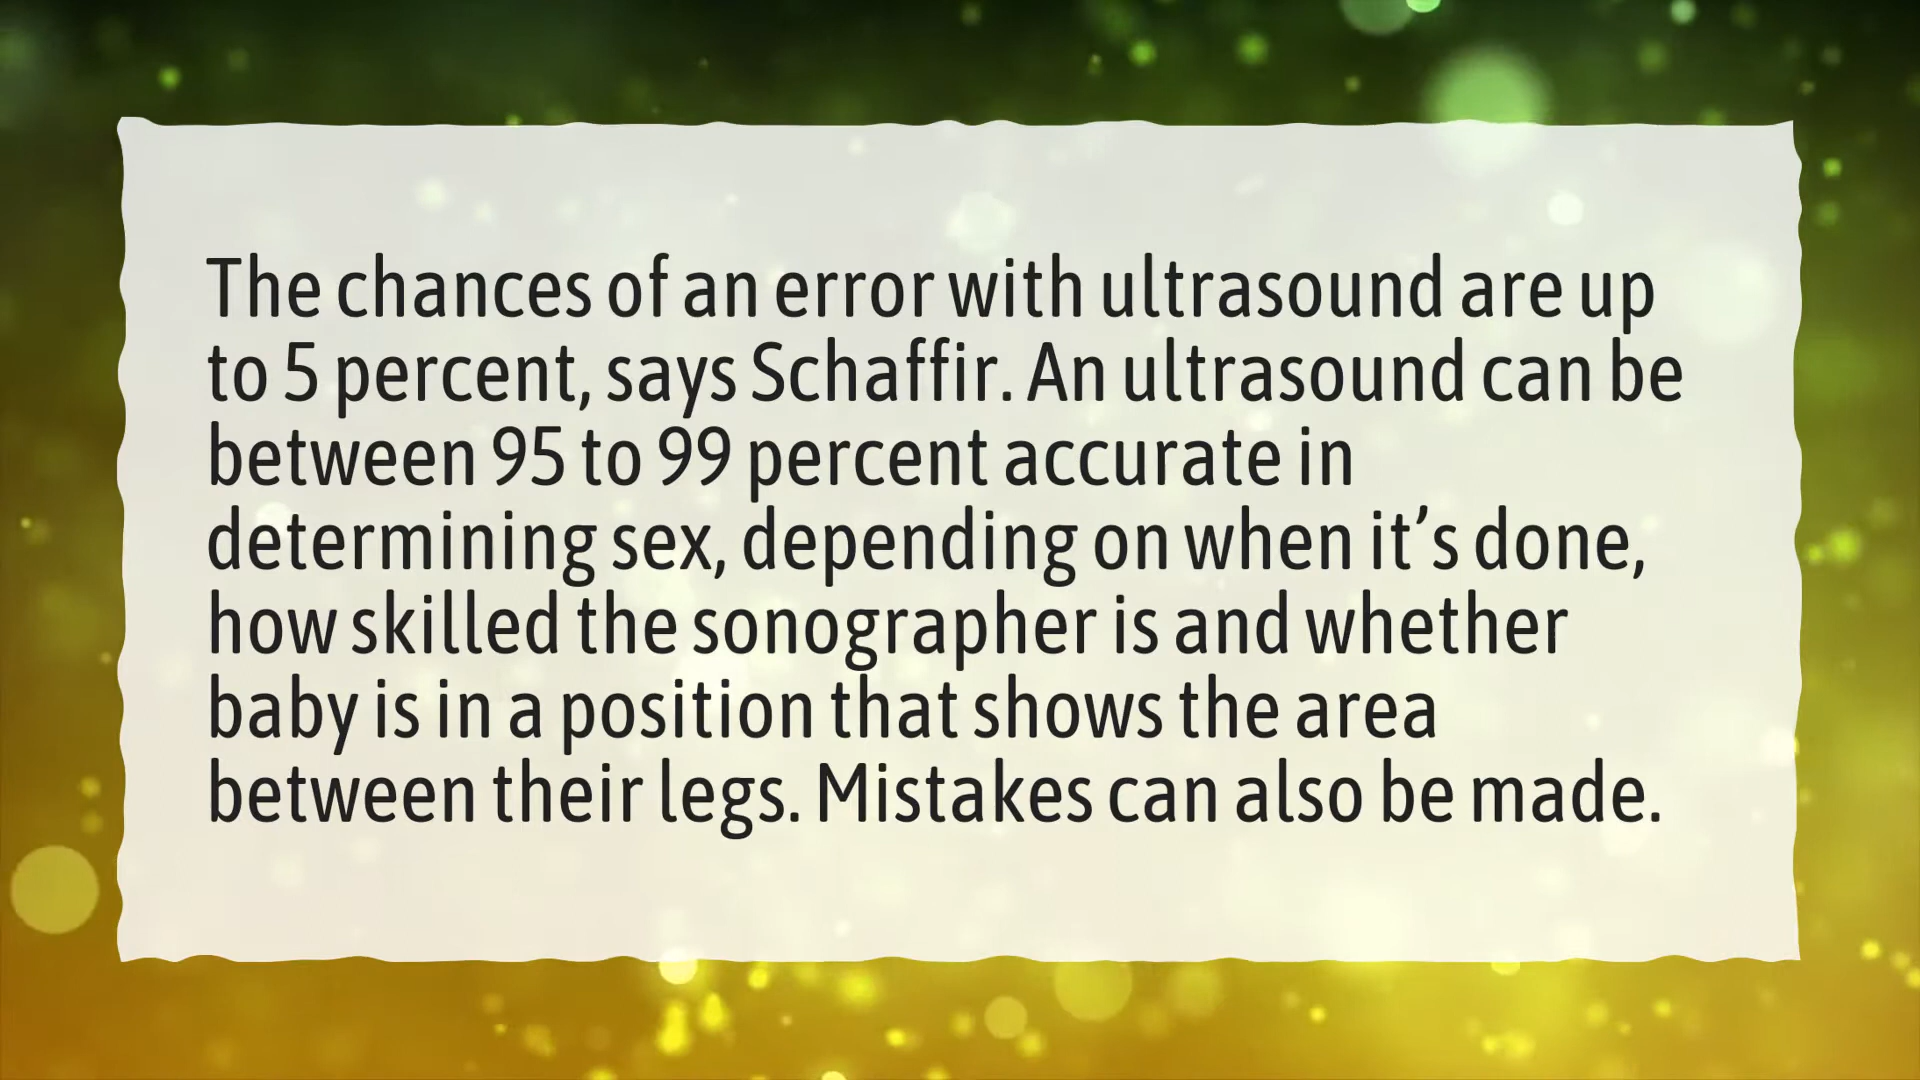 The chances of an error with ultrasound are up
to 5 percent, says Schaffir. An ultrasound can be
between 95 to 99 percent accurate in
determining sex, depending on when it’s done,
how skilled the sonographer is and whether
baby is in a position that shows the area
between their legs. Mistakes can also be made.